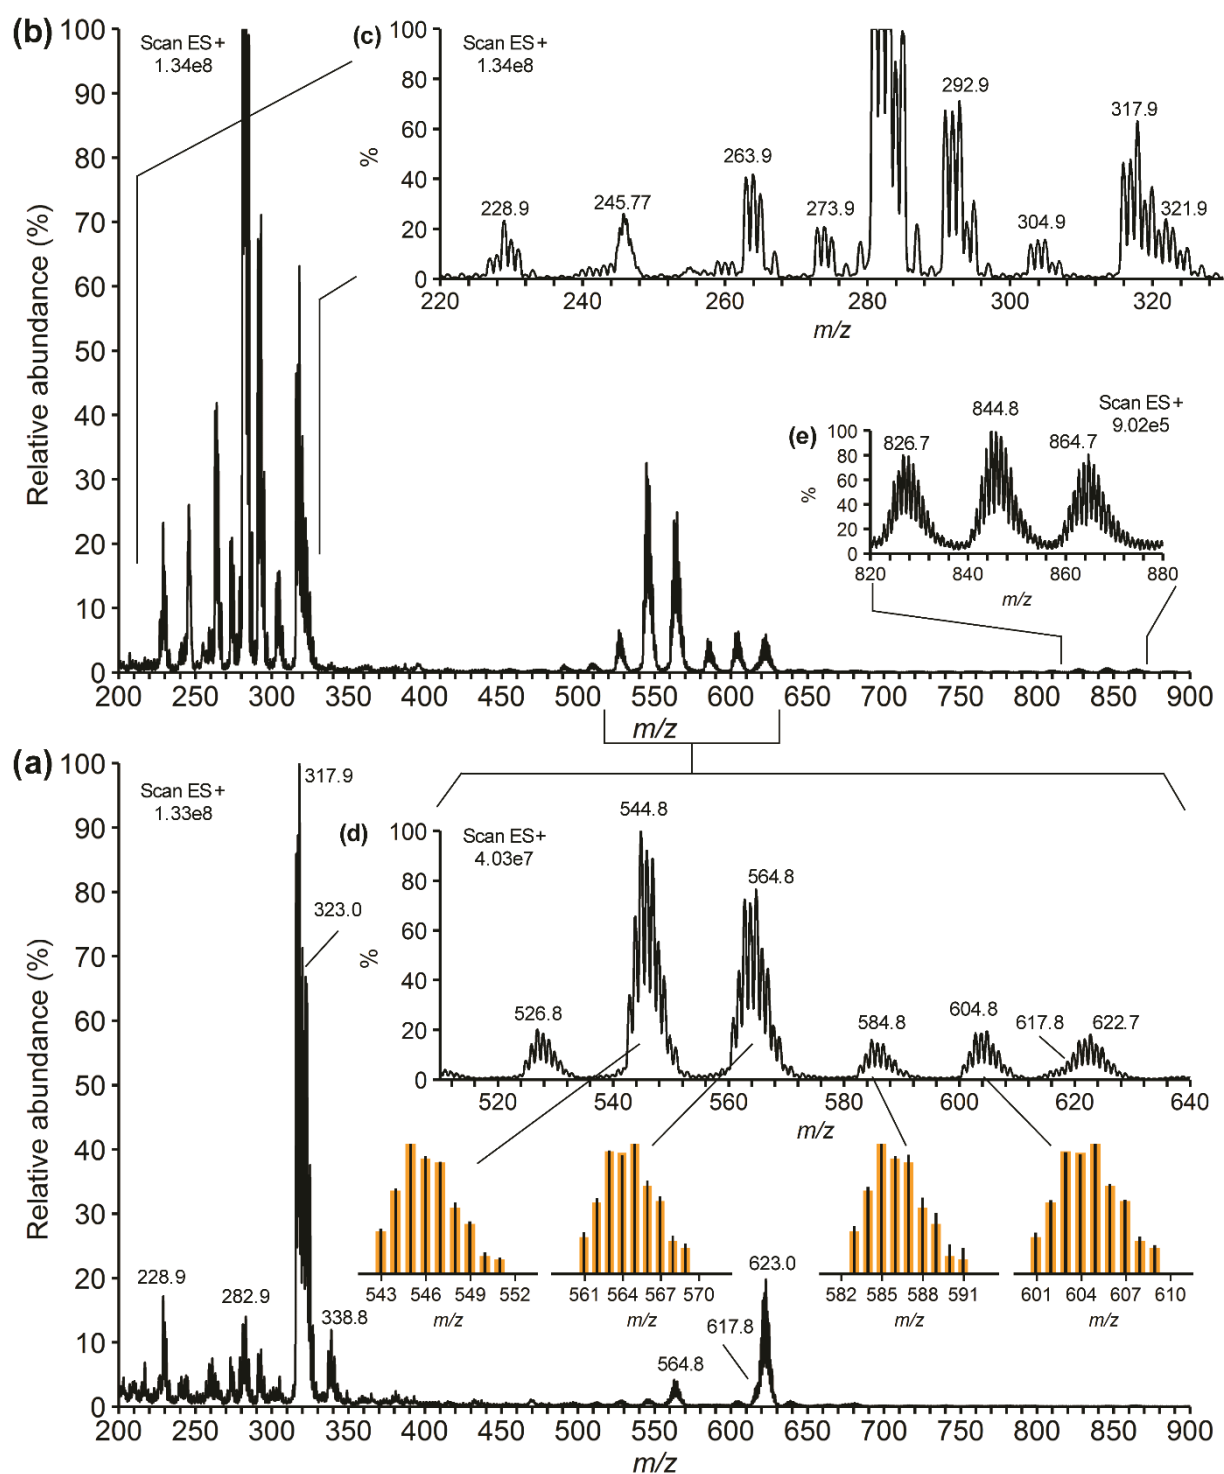 (b)
Scan ES+
1.34e8
Relative abundance (%)
100
90
80
70
60
50
40
30
20
10
0
200 250 300 350 400 450 500 550 600 650 700 750 800 850 900
m/z
(c)
Scan ES+
1.34e8
%
100
80
60
40
20
0
228.9
245.77
263.9
273.9
292.9
304.9
317.9
321.9
220 240 260 280 300 320
m/z
(e)
Scan ES+
9.02e5
%
100
80
60
40
20
0
826.7
844.8
864.7
820 840 860 880
m/z
(a)
Scan ES+
1.33e8
Relative abundance (%)
100
90
80
70
60
50
40
30
20
10
0
228.9
282.9
317.9
323.0
338.8
564.8
617.8
623.0
200 250 300 350 400 450 500 550 600 650 700 750 800 850 900
m/z
(d)
Scan ES+
4.03e7
%
100
80
60
40
20
0
526.8
544.8
564.8
584.8
604.8
617.8
622.7
520 540 560 580 600 620 640
m/z
543 546 549 552
m/z
561 564 567 570
m/z
582 585 588 591
m/z
601 604 607 610
m/z